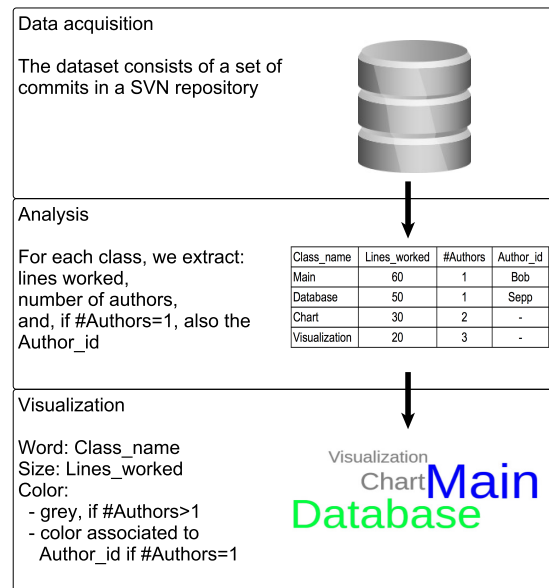 Data acquisition
The dataset consists of a set of
commits in a SVN repository
Analysis
For each class, we extract:
lines worked,
number of authors,
and, if #Authors=1, also the
Author_id
Class_name Lines_worked #Authors Author_id
Main 60 1 Bob
Database 50 1 Sepp
Chart 30 2 -
Visualization 20 3 -
Visualization
Word: Class_name
Size: Lines_worked
Color:
- grey, if #Authors>1
- color associated to
Author_id if #Authors=1
Visualization
Chart Main
Database